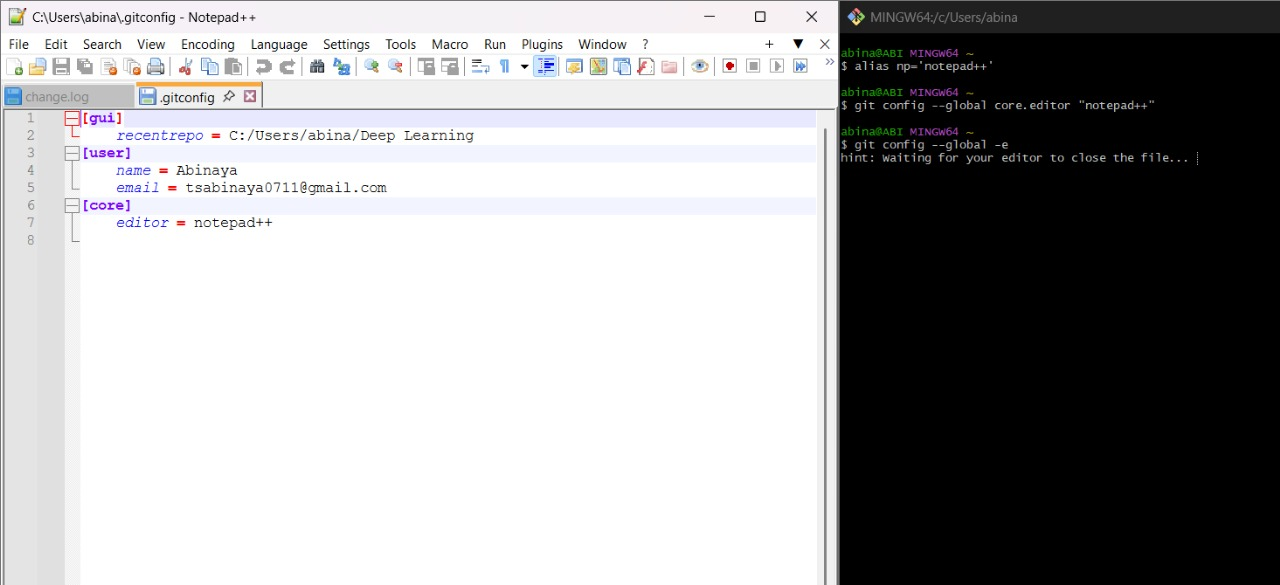 C:\Users\abina\.gitconfig - Notepad++
File Edit Search View Encoding Language Settings Tools Macro Run Plugins Window ?
change.log .gitconfig
1 [gui]
2 recentrepo = C:/Users/abina/Deep Learning
3 [user]
4 name = Abinaya
5 email = tsabinaya0711@gmail.com
6 [core]
7 editor = notepad++
8
MINGW64:/c/Users/abina
abina@ABI MINGW64 ~
$ alias np='notepad++'
abina@ABI MINGW64 ~
$ git config --global core.editor "notepad++"
abina@ABI MINGW64 ~
$ git config --global -e
hint: Waiting for your editor to close the file...